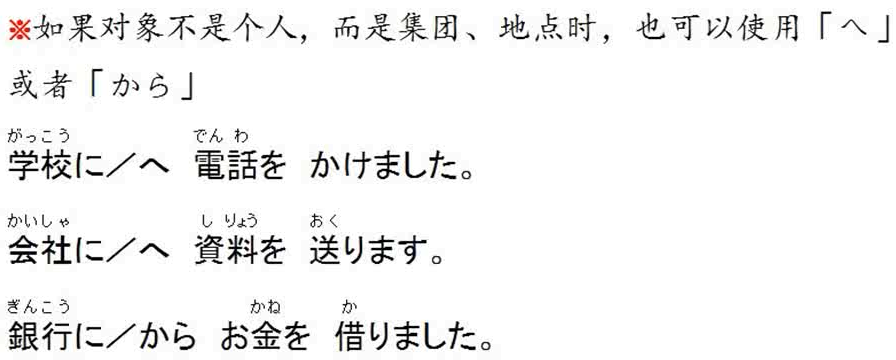 ※如果对象不是个人，而是集团、地点时，也可以使用「へ」
或者「から」
がっこう でんわ
学校に／へ 電話を かけました。
かいしゃ しりょう おく
会社に／へ 資料を 送ります。
ぎんこう かね か
銀行に／から お金を 借りました。